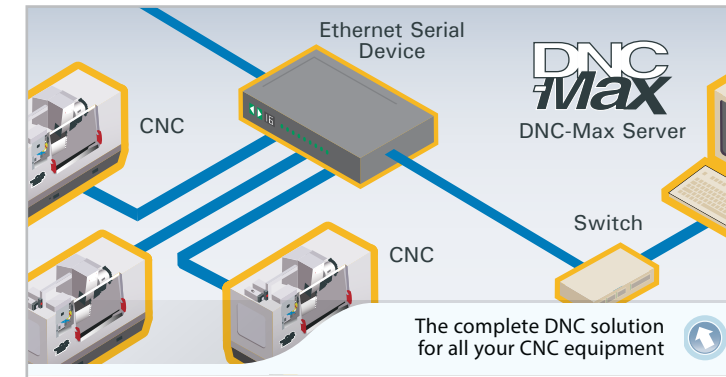 Ethernet Serial
Device
DNC
-Max
CNC
16
DNC-Max Server
Switch
CNC
The complete DNC solution
for all your CNC equipment